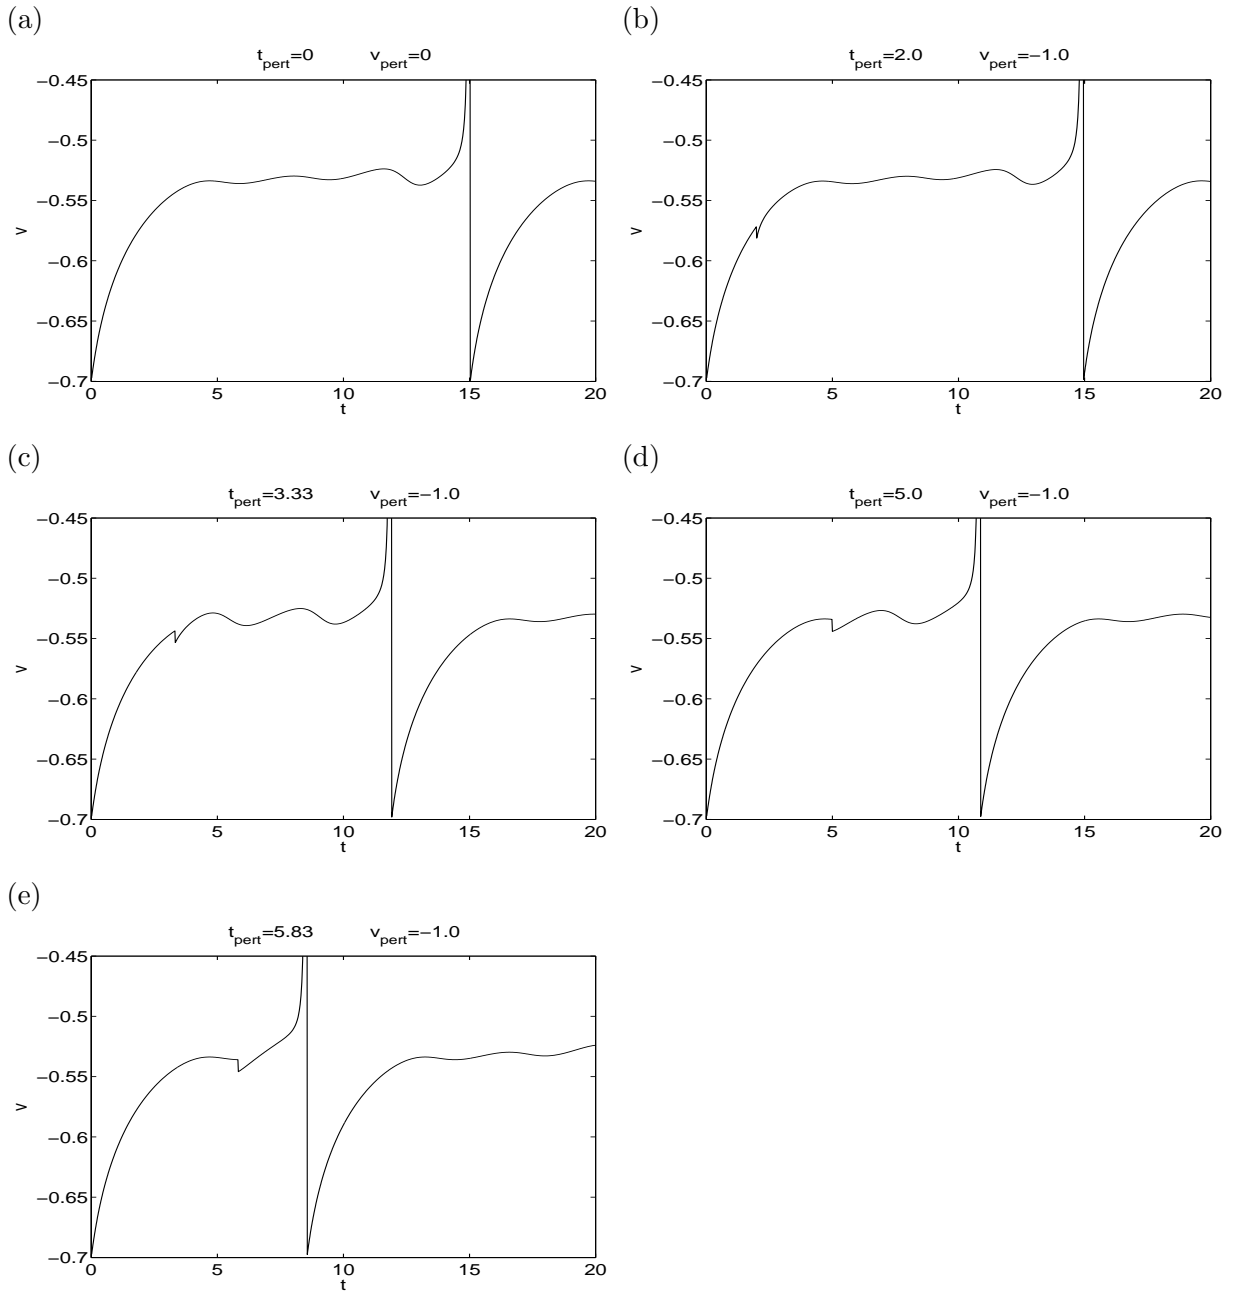 (a)
t_pert=0 v_pert=0
−0.45
−0.5
−0.55
−0.6
−0.65
−0.7
v
0 5 10 15 20
t
(b)
t_pert=2.0 v_pert=−1.0
−0.45
−0.5
−0.55
−0.6
−0.65
−0.7
v
0 5 10 15 20
t
(c)
t_pert=3.33 v_pert=−1.0
−0.45
−0.5
−0.55
−0.6
−0.65
−0.7
v
0 5 10 15 20
t
(d)
t_pert=5.0 v_pert=−1.0
−0.45
−0.5
−0.55
−0.6
−0.65
−0.7
v
0 5 10 15 20
t
(e)
t_pert=5.83 v_pert=−1.0
−0.45
−0.5
−0.55
−0.6
−0.65
−0.7
v
0 5 10 15 20
t